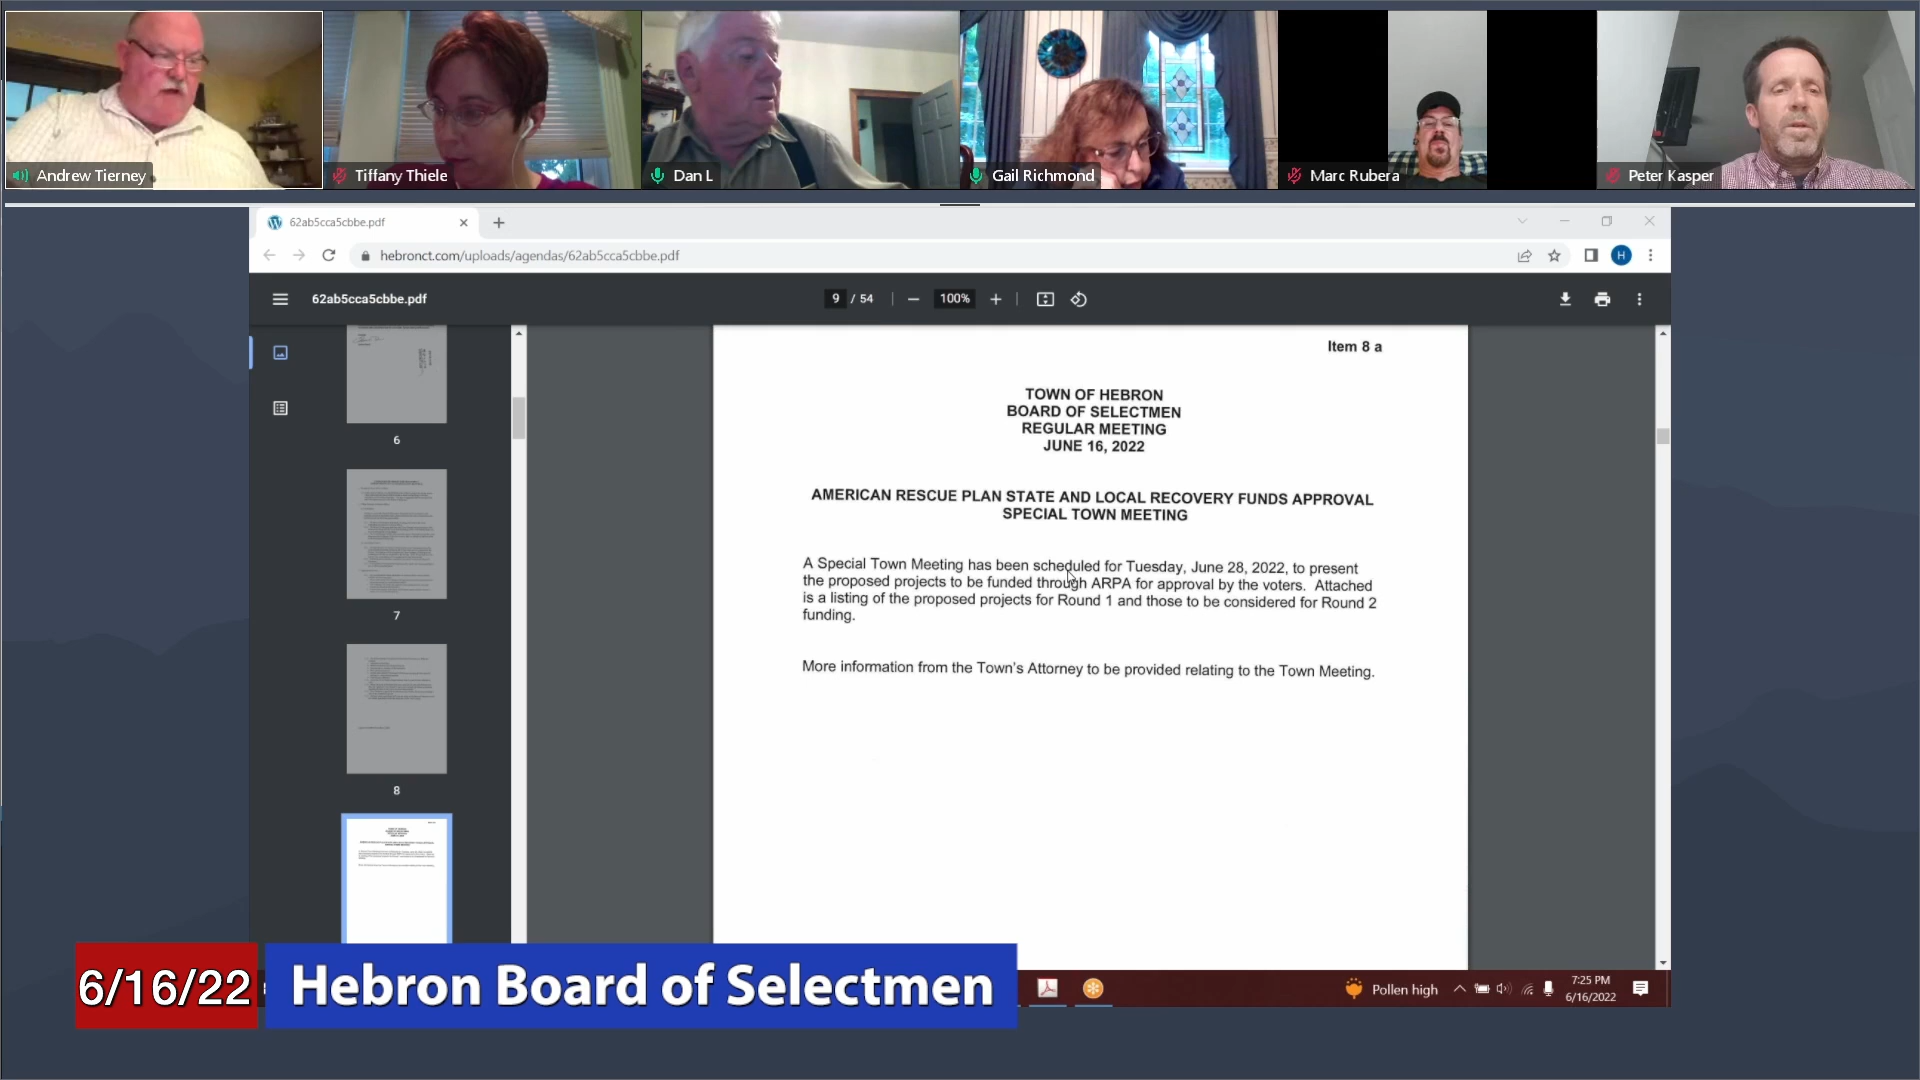 Andrew Tierney
Tiffany Thiele
Dan L
Gail Richmond
Marc Rubera
Peter Kasper
62ab5cca5cbbe.pdf
hebronct.com/uploads/agendas/62ab5cca5cbbe.pdf
H
62ab5cca5cbbe.pdf
9 / 54
100%
6
7
8
Item 8 a
TOWN OF HEBRON
BOARD OF SELECTMEN
REGULAR MEETING
JUNE 16, 2022
AMERICAN RESCUE PLAN STATE AND LOCAL RECOVERY FUNDS APPROVAL
SPECIAL TOWN MEETING
A Special Town Meeting has been scheduled for Tuesday, June 28, 2022, to present
the proposed projects to be funded through ARPA for approval by the voters. Attached
is a listing of the proposed projects for Round 1 and those to be considered for Round 2
funding.
More information from the Town's Attorney to be provided relating to the Town Meeting.
6/16/22
Hebron Board of Selectmen
Pollen high
7:25 PM
6/16/2022